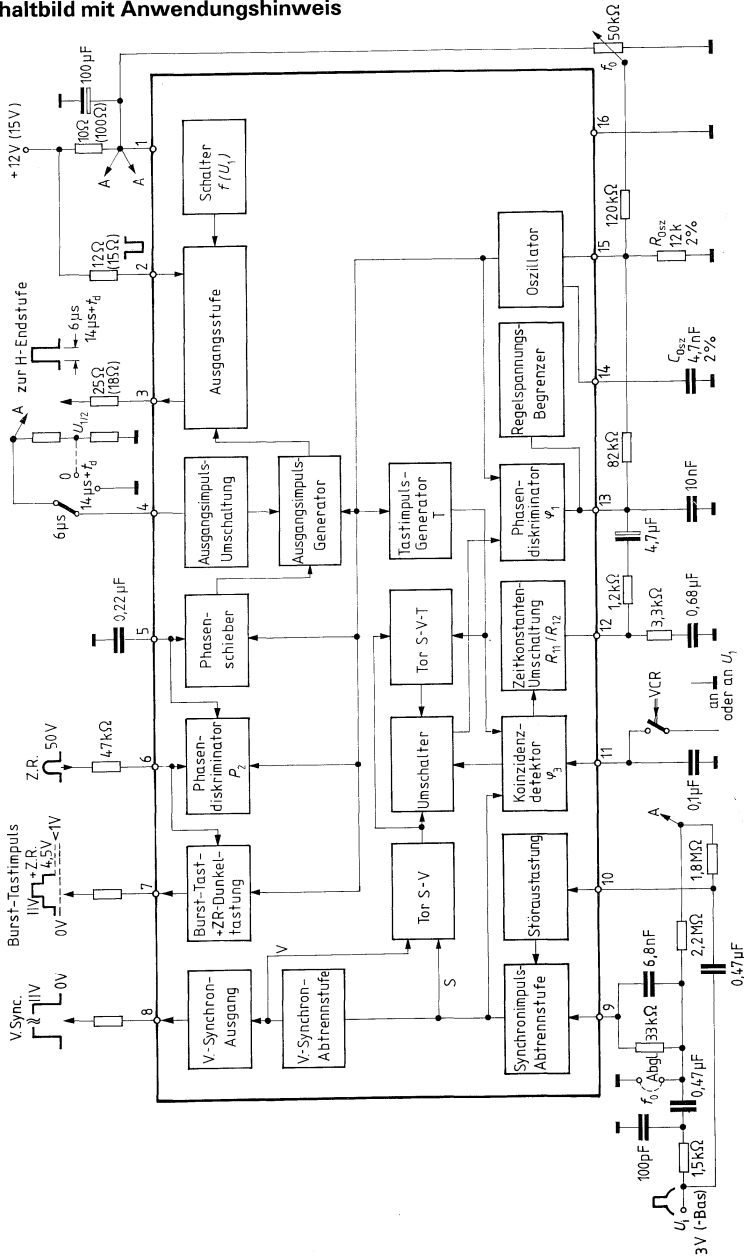 haltbild mit Anwendungshinweis
+12V (15V)
100µF
10Ω
(100Ω)
A
A
1
50kΩ
f₀
16
Schalter
f(U₁)
12Ω
(15Ω)
2
zur H-Endstufe
6µs
14µs+t_d
25Ω
(18Ω)
3
Ausgangsstufe
A
U₁/₂
0
14µs+t_d
6µs
4
Ausgangsimpuls-
Umschaltung
Ausgangsimpuls-
Generator
0,22µF
5
Phasen-
schieber
Z.R.
50V
47kΩ
6
Phasen-
diskriminator
P₂
Burst-Tastimpuls
11V
+Z.R.
4,5V
<1V
0V
7
Burst-Tast-
+ZR-Dunkel-
tastung
V.Sync.
11V
0V
8
V.-Synchron-
Ausgang
V
V.-Synchron-
Abtrennstufe
S
Tor S-V
Umschalter
Tor S-V-T
Tastimpuls-
Generator
T
Oszillator
Regelspannungs-
Begrenzer
Phasen-
diskriminator
φ₁
Zeitkonstanten-
Umschaltung
R₁₁/R₁₂
Koinzidenz-
detektor
φ₃
Störaustastung
Synchronimpuls-
Abtrennstufe
120kΩ
15
R_Osz
12k
2%
14
C_Osz
4,7nF
2%
82kΩ
13
10nF
4,7µF
1,2kΩ
12
3,3kΩ
0,68µF
11
VCR
0,1µF
an
oder an U₁
A
10
1,8MΩ
2,2MΩ
0,47µF
9
6,8nF
33kΩ
Abgl.
f₀
0,47µF
100pF
1,5kΩ
Uᵢ
3V (-Bas)